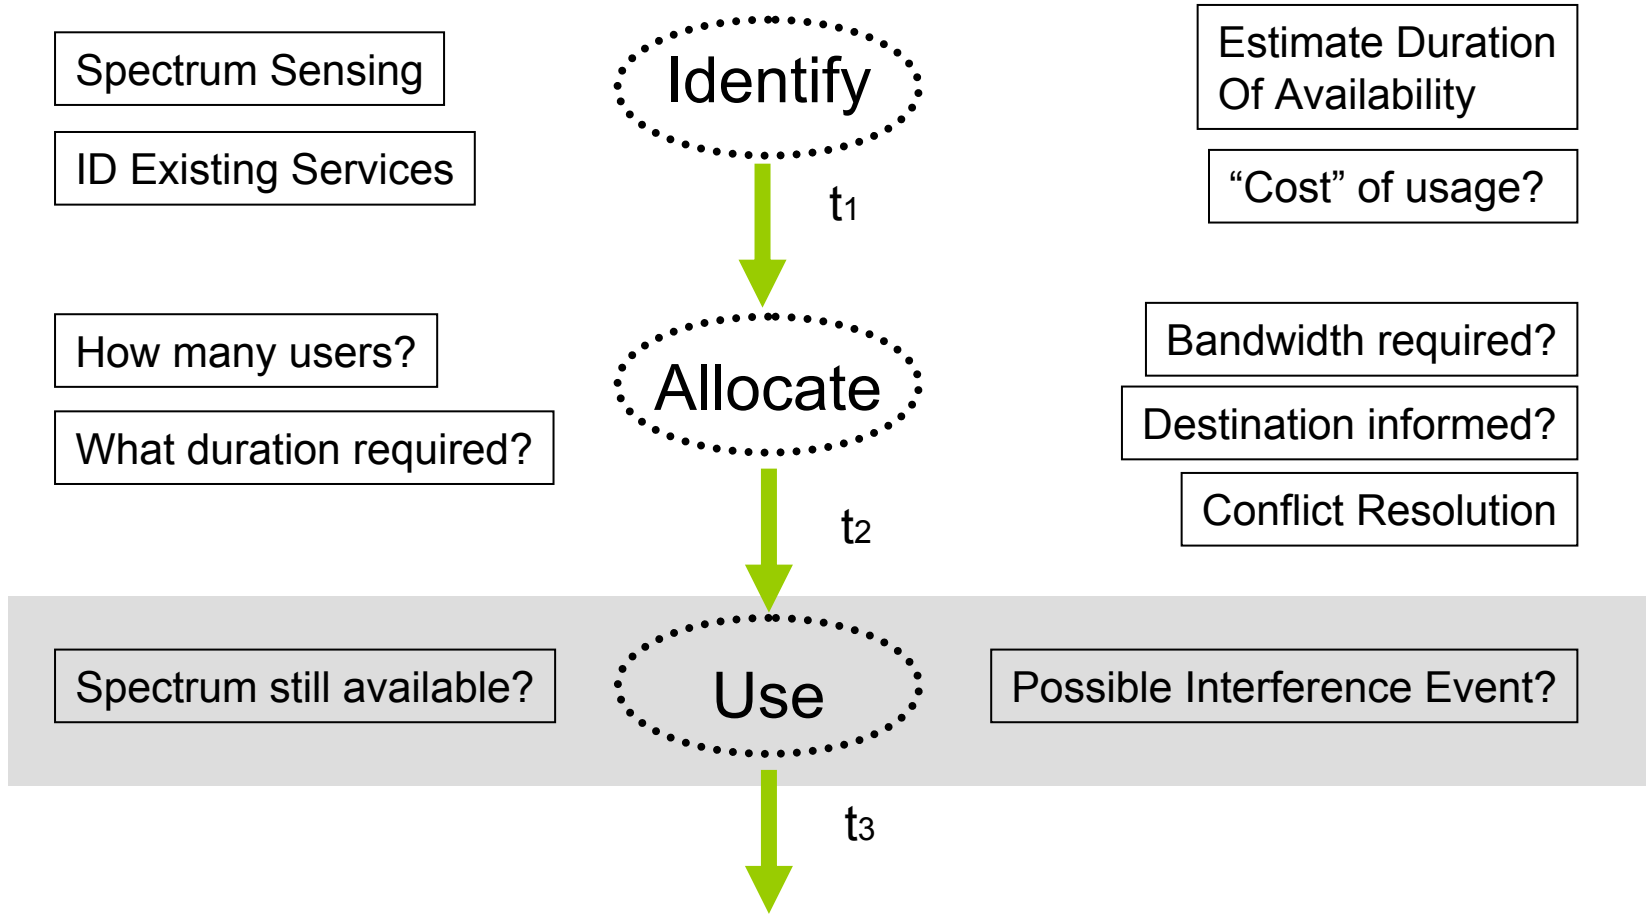 Spectrum Sensing
Identify
Estimate Duration
Of Availability
ID Existing Services
“Cost” of usage?
t1
How many users?
Allocate
Bandwidth required?
What duration required?
Destination informed?
Conflict Resolution
t2
Spectrum still available?
Use
Possible Interference Event?
t3